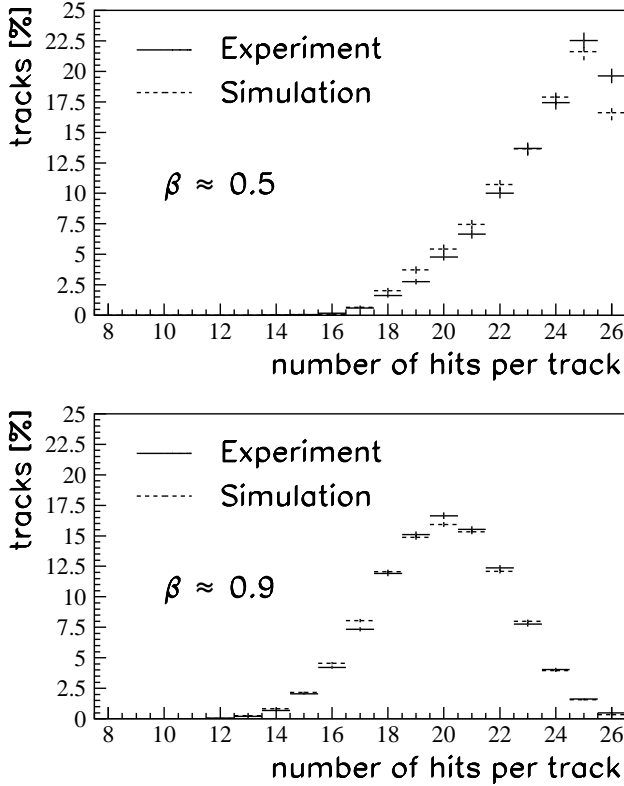 tracks [%]
25
22.5
20
17.5
15
12.5
10
7.5
5
2.5
0
Experiment
Simulation
β ≈ 0.5
8 10 12 14 16 18 20 22 24 26
number of hits per track
tracks [%]
25
22.5
20
17.5
15
12.5
10
7.5
5
2.5
0
Experiment
Simulation
β ≈ 0.9
8 10 12 14 16 18 20 22 24 26
number of hits per track